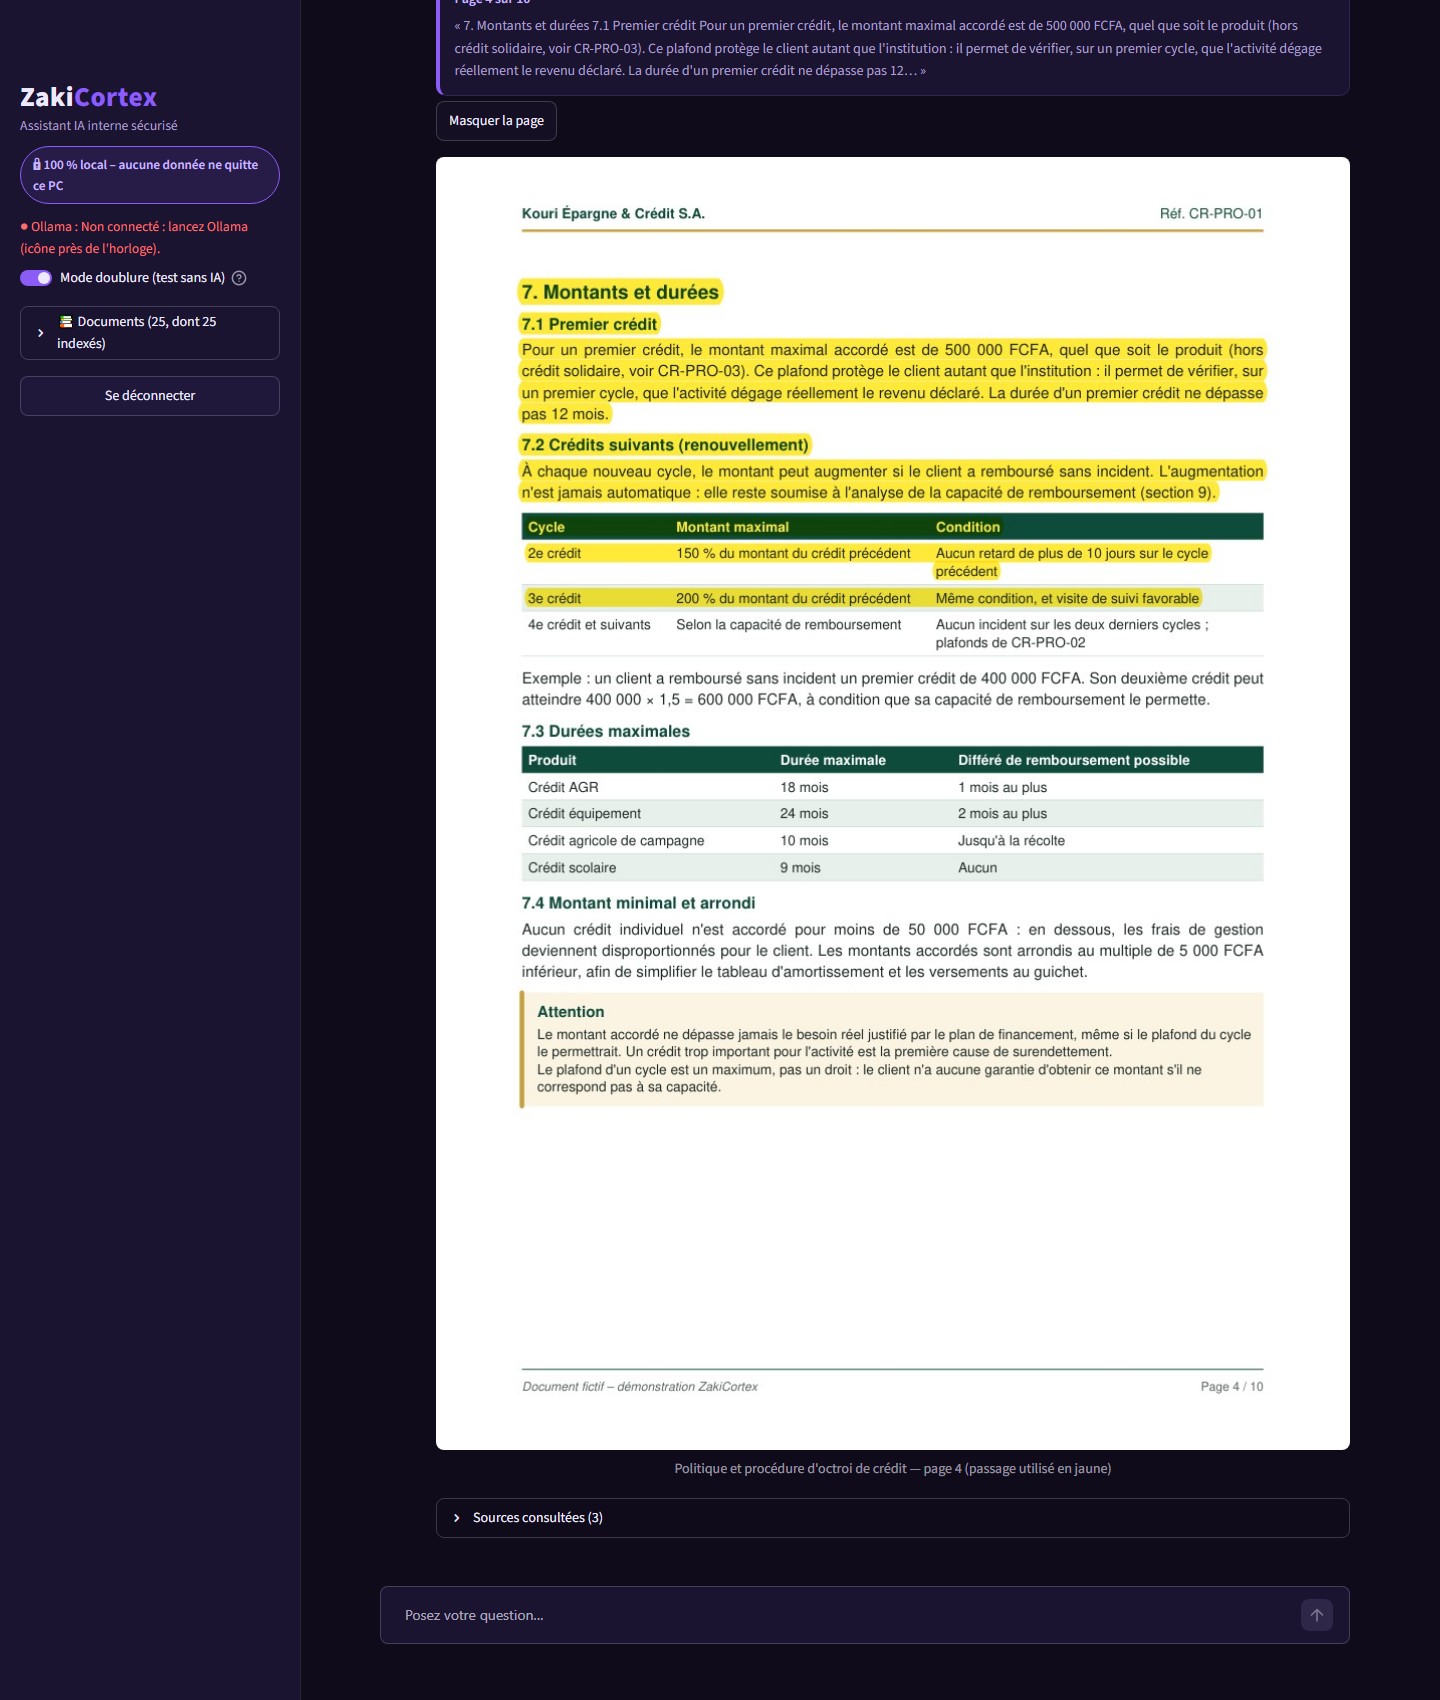 ZakiCortex
Assistant IA interne sécurisé
100 % local – aucune donnée ne quitte
ce PC
Ollama : Non connecté : lancez Ollama
(icône près de l'horloge).
Mode doublure (test sans IA)
Documents (25, dont 25
indexés)
Se déconnecter
Page 4 sur 10
« 7. Montants et durées 7.1 Premier crédit Pour un premier crédit, le montant maximal accordé est de 500 000 FCFA, quel que soit le produit (hors
crédit solidaire, voir CR-PRO-03). Ce plafond protège le client autant que l'institution : il permet de vérifier, sur un premier cycle, que l'activité dégage
réellement le revenu déclaré. La durée d'un premier crédit ne dépasse pas 12… »
Masquer la page
Kouri Épargne & Crédit S.A. Réf. CR-PRO-01
7. Montants et durées
7.1 Premier crédit
Pour un premier crédit, le montant maximal accordé est de 500 000 FCFA, quel que soit le produit (hors
crédit solidaire, voir CR-PRO-03). Ce plafond protège le client autant que l'institution : il permet de vérifier, sur
un premier cycle, que l'activité dégage réellement le revenu déclaré. La durée d'un premier crédit ne dépasse
pas 12 mois.
7.2 Crédits suivants (renouvellement)
À chaque nouveau cycle, le montant peut augmenter si le client a remboursé sans incident. L'augmentation
n'est jamais automatique : elle reste soumise à l'analyse de la capacité de remboursement (section 9).
Cycle Montant maximal Condition
2e crédit 150 % du montant du crédit précédent Aucun retard de plus de 10 jours sur le cycle
précédent
3e crédit 200 % du montant du crédit précédent Même condition, et visite de suivi favorable
4e crédit et suivants Selon la capacité de remboursement Aucun incident sur les deux derniers cycles ;
plafonds de CR-PRO-02
Exemple : un client a remboursé sans incident un premier crédit de 400 000 FCFA. Son deuxième crédit peut
atteindre 400 000 × 1,5 = 600 000 FCFA, à condition que sa capacité de remboursement le permette.
7.3 Durées maximales
Produit Durée maximale Différé de remboursement possible
Crédit AGR 18 mois 1 mois au plus
Crédit équipement 24 mois 2 mois au plus
Crédit agricole de campagne 10 mois Jusqu'à la récolte
Crédit scolaire 9 mois Aucun
7.4 Montant minimal et arrondi
Aucun crédit individuel n'est accordé pour moins de 50 000 FCFA : en dessous, les frais de gestion
deviennent disproportionnés pour le client. Les montants accordés sont arrondis au multiple de 5 000 FCFA
inférieur, afin de simplifier le tableau d'amortissement et les versements au guichet.
Attention
Le montant accordé ne dépasse jamais le besoin réel justifié par le plan de financement, même si le plafond du cycle
le permettrait. Un crédit trop important pour l'activité est la première cause de surendettement.
Le plafond d'un cycle est un maximum, pas un droit : le client n'a aucune garantie d'obtenir ce montant s'il ne
correspond pas à sa capacité.
Document fictif – démonstration ZakiCortex Page 4 / 10
Politique et procédure d'octroi de crédit — page 4 (passage utilisé en jaune)
Sources consultées (3)
Posez votre question...